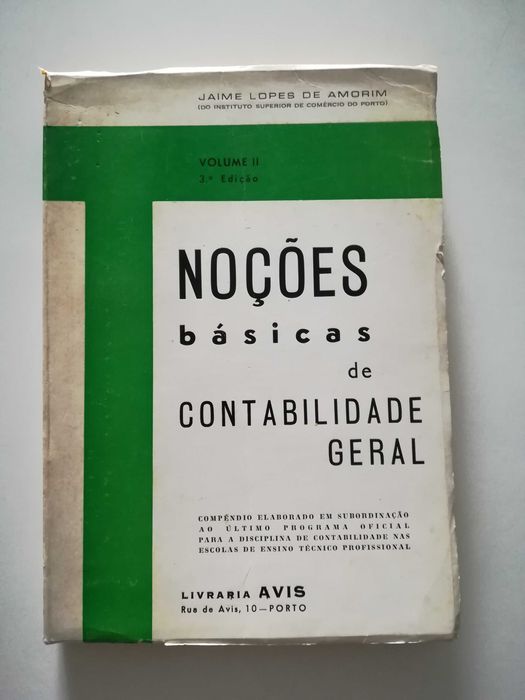 JAIME LOPES DE AMORIM
(DO INSTITUTO SUPERIOR DE COMÉRCIO DO PORTO)
VOLUME II
3.ª Edição
NOÇÕES
básicas
de
CONTABILIDADE
GERAL
COMPÊNDIO ELABORADO EM SUBORDINAÇÃO
AO ÚLTIMO PROGRAMA OFICIAL
PARA A DISCIPLINA DE CONTABILIDADE NAS
ESCOLAS DE ENSINO TÉCNICO PROFISSIONAL
LIVRARIA AVIS
Rua de Avis, 10 — PORTO